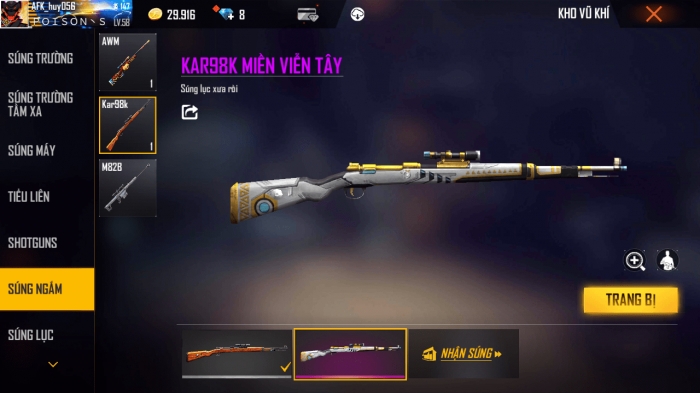 AFK_huy056
POISON'S
LV.58
& 147
29.916
8
KHO VŨ KHÍ
SÚNG TRƯỜNG
SÚNG TRƯỜNG
TẦM XA
SÚNG MÁY
TIỂU LIÊN
SHOTGUNS
SÚNG NGẮM
SÚNG LỤC
AWM
1
Kar98k
1
M82B
KAR98K MIỀN VIỄN TÂY
Súng lục xưa rồi
TRANG BỊ
NHẬN SÚNG